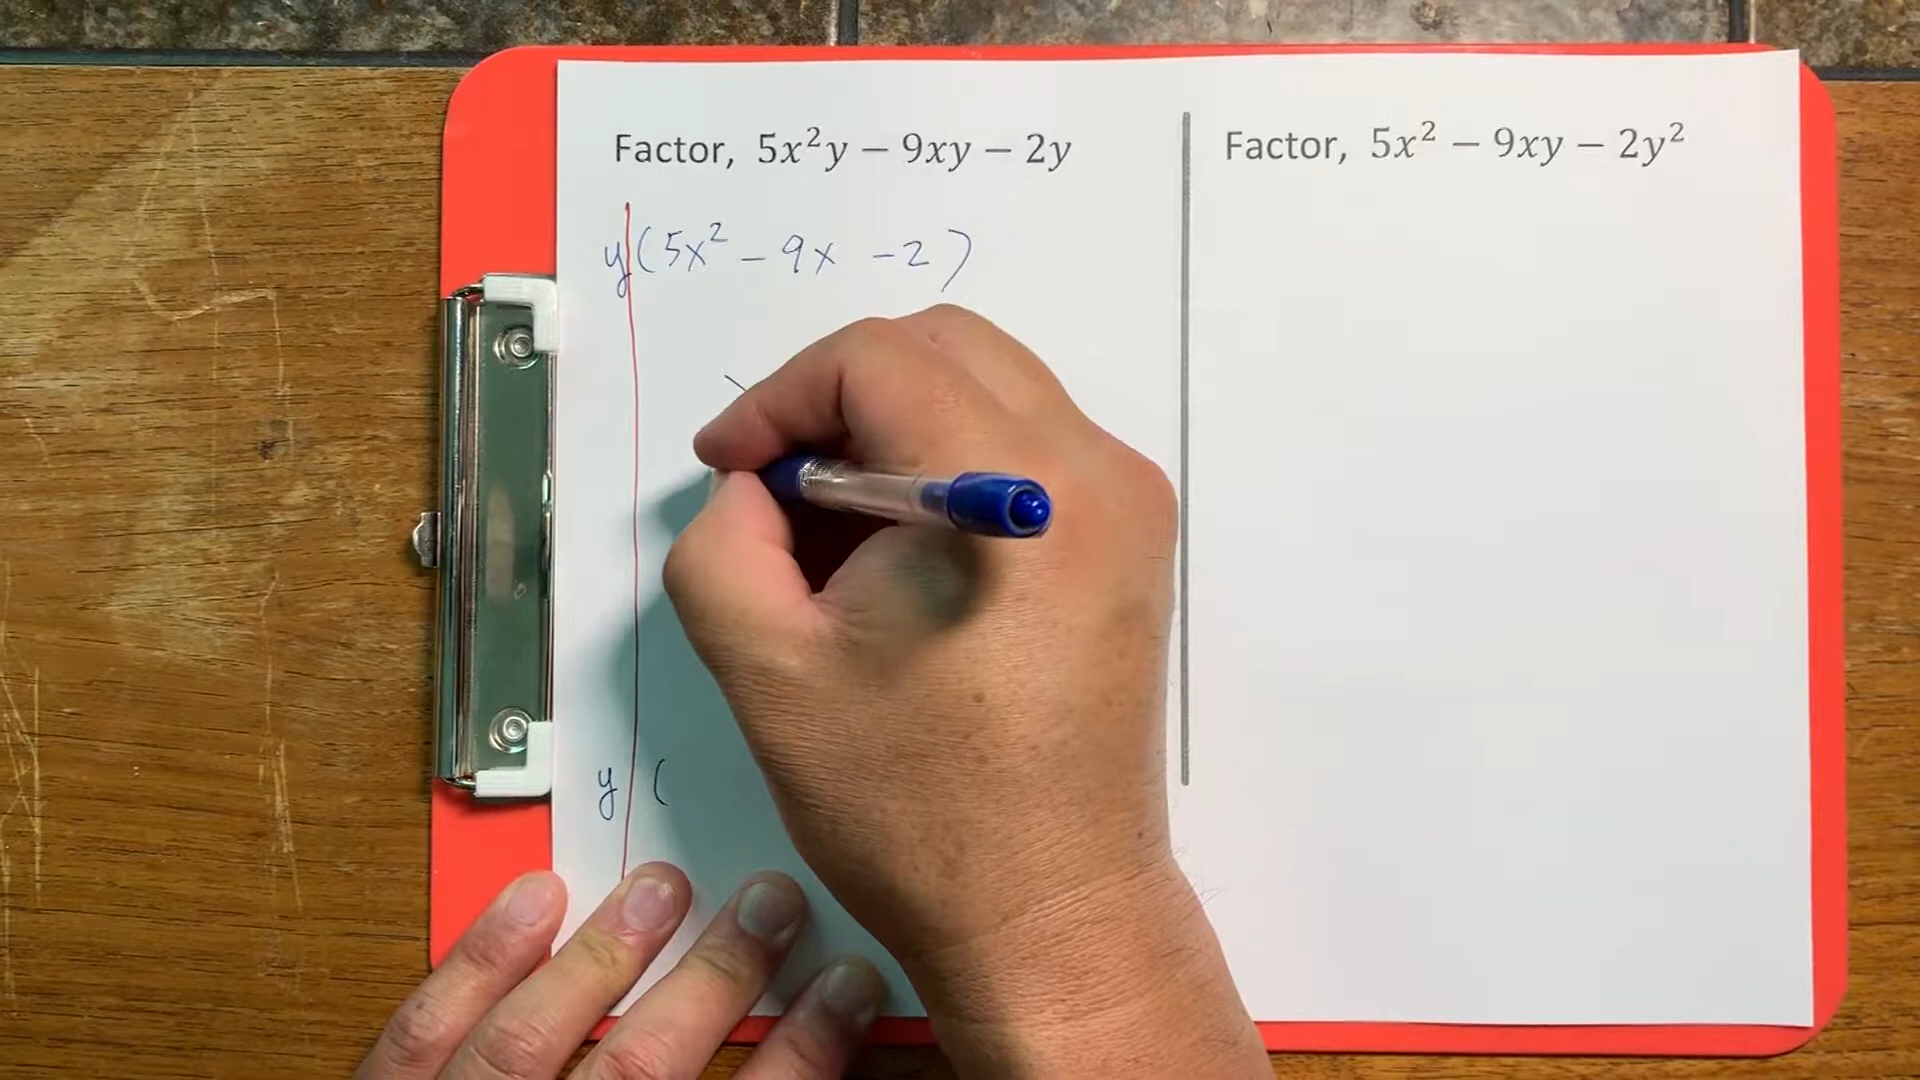 Factor, 5x²y − 9xy − 2y
y(5x² − 9x − 2)
y (
Factor, 5x² − 9xy − 2y²